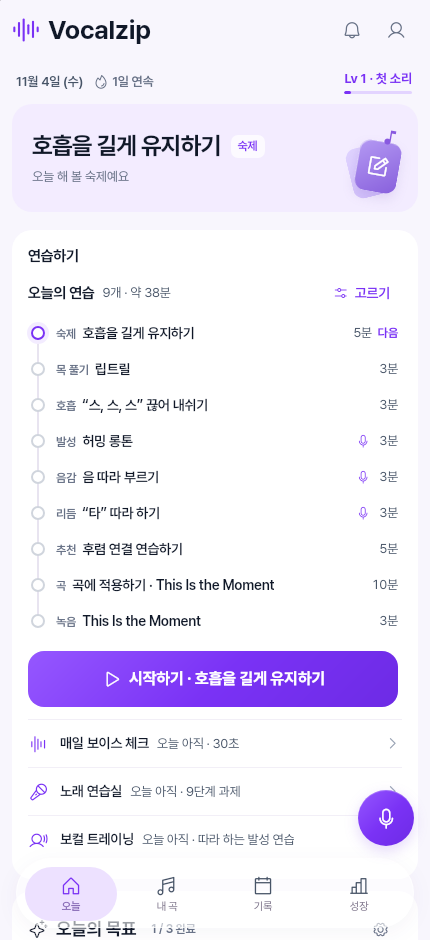 Vocalzip
11월 4일 (수) 1일 연속 Lv 1 · 첫 소리
호흡을 길게 유지하기 숙제
오늘 해 볼 숙제예요
연습하기
오늘의 연습 9개 · 약 38분 고르기
숙제 호흡을 길게 유지하기 5분 다음
목 풀기 립트릴 3분
호흡 “스, 스, 스” 끊어 내쉬기 3분
발성 허밍 롱톤 3분
음감 음 따라 부르기 3분
리듬 “타” 따라 하기 3분
추천 후렴 연결 연습하기 5분
곡 곡에 적용하기 · This Is the Moment 10분
녹음 This Is the Moment 3분
시작하기 · 호흡을 길게 유지하기
매일 보이스 체크 오늘 아직 · 30초
노래 연습실 오늘 아직 · 9단계 과제
보컬 트레이닝 오늘 아직 · 따라 하는 발성 연습
오늘 내 곡 기록 성장
오늘의 목표 1 / 3 완료